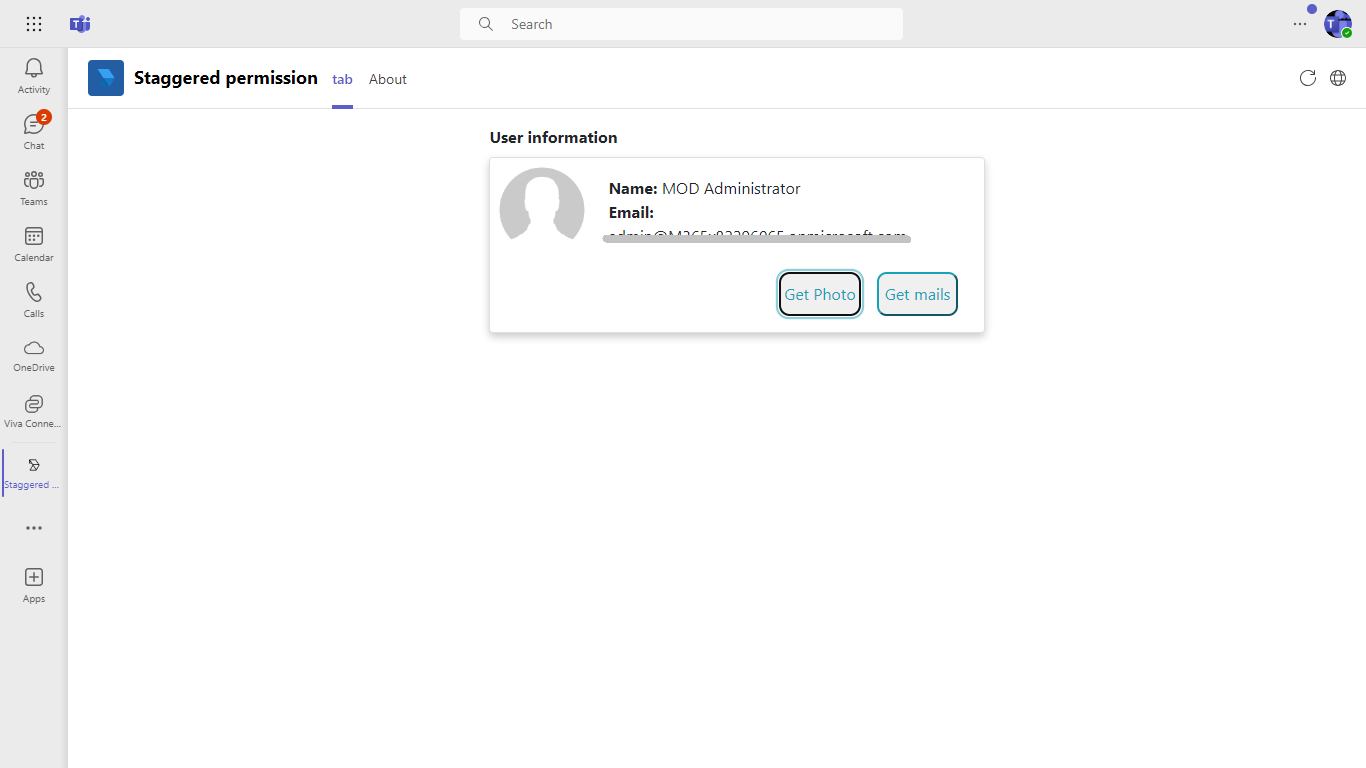 Search
Activity
2
Chat
Teams
Calendar
Calls
OneDrive
Viva Conne...
Staggered ...
Apps
Staggered permission tab About
User information
Name: MOD Administrator
Email:
Get Photo Get mails